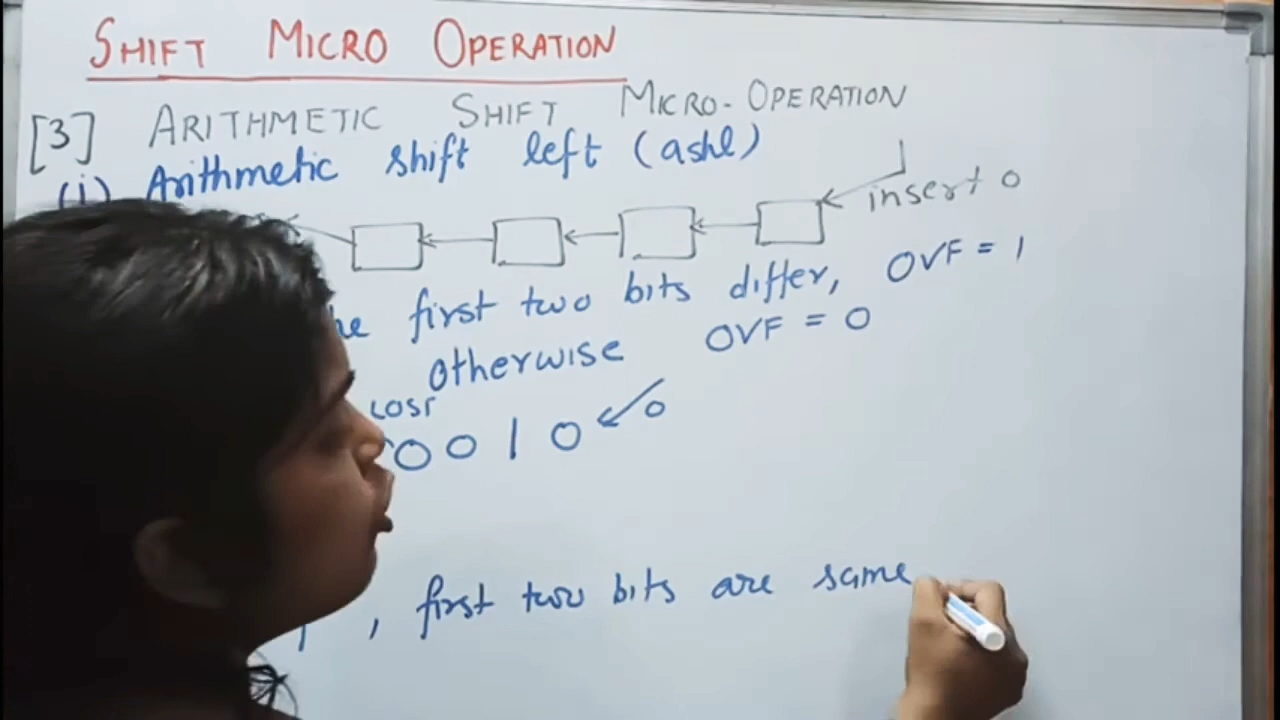 SHIFT MICRO OPERATION
[3] ARITHMETIC SHIFT MICRO-OPERATION
(i) Arithmetic shift left (ashl)
insert 0
first two bits differ, OVF = 1
otherwise OVF = 0
LOST
0 0 1 0 0
, first two bits are same